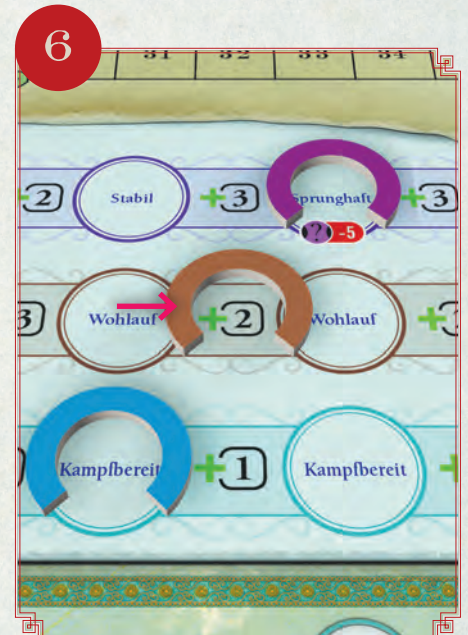 6
31 32 33 34
+2 Stabil +3 Sprunghaft +3
? -5
3 Wohlauf +2 Wohlauf
Kampfbereit +1 Kampfbereit +